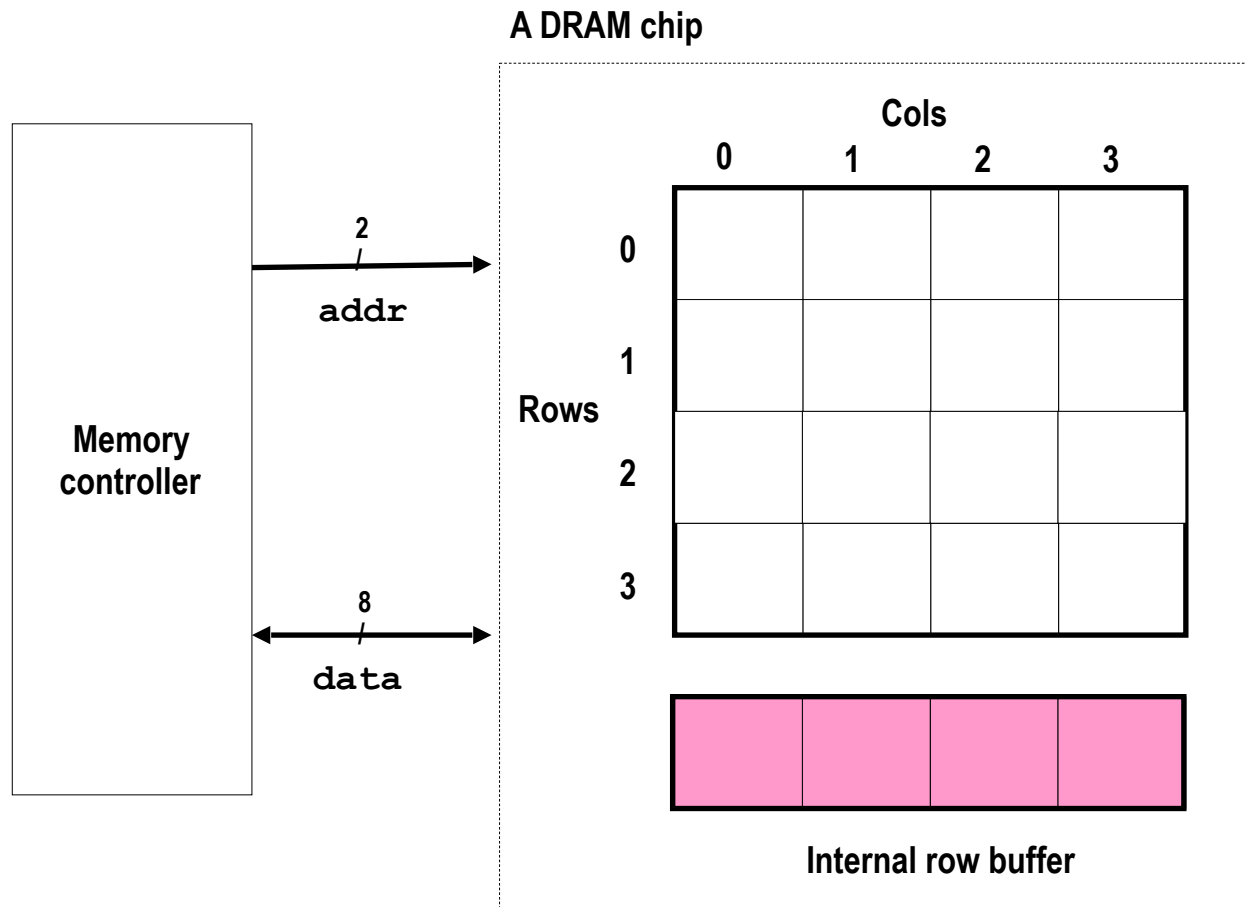 A DRAM chip
Cols
0 1 2 3
2
addr
0
1
Rows
2
3
Memory
controller
8
data
Internal row buffer